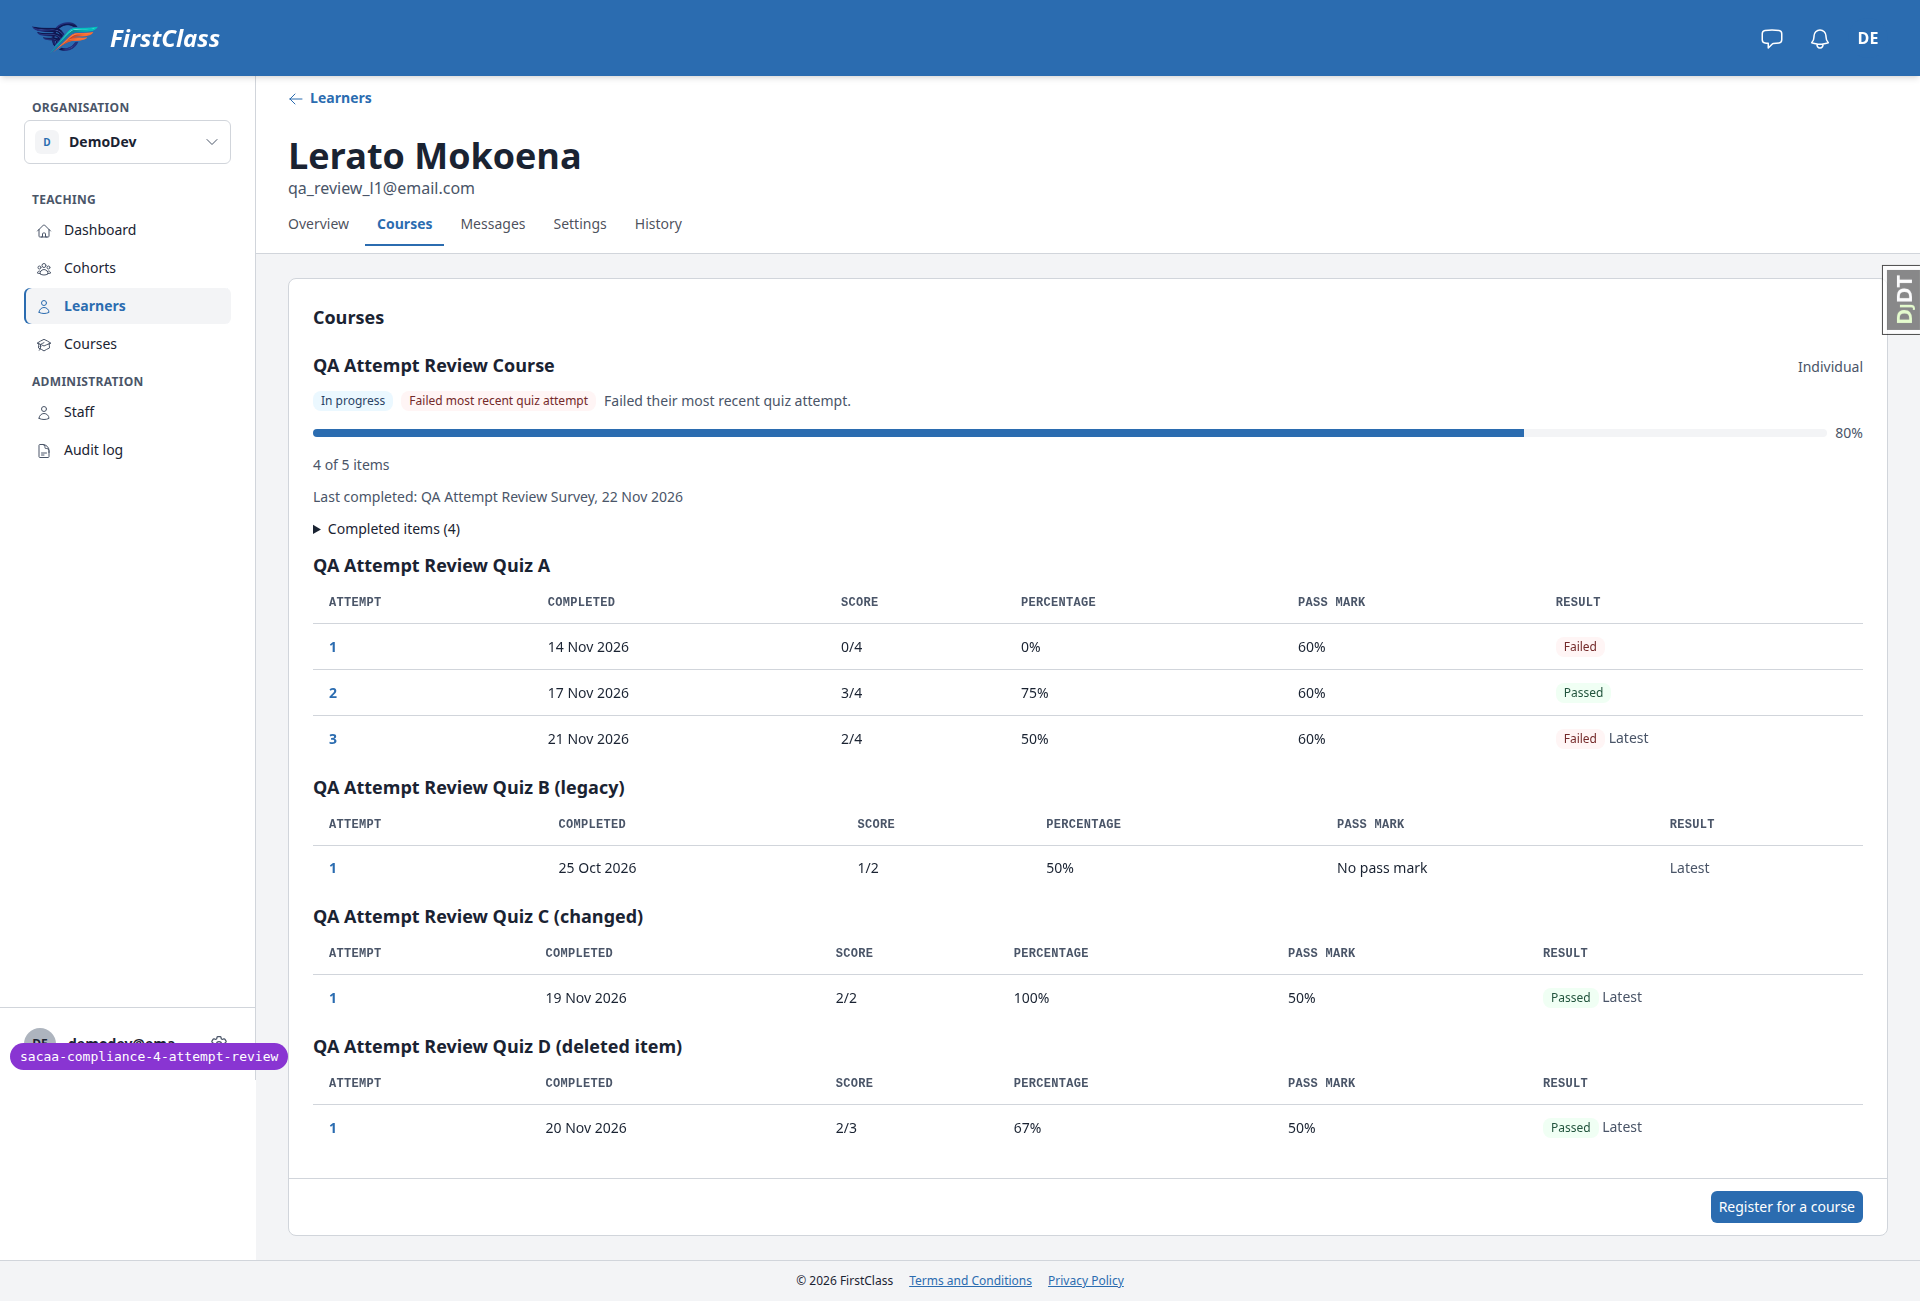 FirstClass
DE
ORGANISATION
D DemoDev
TEACHING
Dashboard
Cohorts
Learners
Courses
ADMINISTRATION
Staff
Audit log
sacaa-compliance-4-attempt-review
Learners
Lerato Mokoena
qa_review_l1@email.com
Overview Courses Messages Settings History
DJDT
Courses
QA Attempt Review Course Individual
In progress Failed most recent quiz attempt Failed their most recent quiz attempt.
80%
4 of 5 items
Last completed: QA Attempt Review Survey, 22 Nov 2026
Completed items (4)
QA Attempt Review Quiz A
ATTEMPT COMPLETED SCORE PERCENTAGE PASS MARK RESULT
1 14 Nov 2026 0/4 0% 60% Failed
2 17 Nov 2026 3/4 75% 60% Passed
3 21 Nov 2026 2/4 50% 60% Failed Latest
QA Attempt Review Quiz B (legacy)
ATTEMPT COMPLETED SCORE PERCENTAGE PASS MARK RESULT
1 25 Oct 2026 1/2 50% No pass mark Latest
QA Attempt Review Quiz C (changed)
ATTEMPT COMPLETED SCORE PERCENTAGE PASS MARK RESULT
1 19 Nov 2026 2/2 100% 50% Passed Latest
QA Attempt Review Quiz D (deleted item)
ATTEMPT COMPLETED SCORE PERCENTAGE PASS MARK RESULT
1 20 Nov 2026 2/3 67% 50% Passed Latest
Register for a course
© 2026 FirstClass Terms and Conditions Privacy Policy